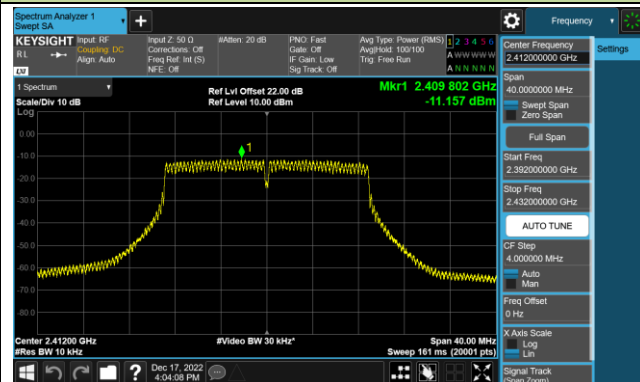 Spectrum Analyzer 1
Swept SA
Frequency
KEYSIGHT
Input: RF
Input Z: 50 Ω
#Atten: 20 dB
PNO: Fast
Avg Type: Power (RMS)
1 2 3 4 5 6
RL
Coupling: DC
Corrections: Off
Gate: Off
Avg|Hold: 100/100
A W W W W W
Align: Auto
Freq Ref: Int (S)
IF Gain: Low
Trig: Free Run
NFE: Off
Sig Track: Off
A N N N N N
LXI
1 Spectrum
Ref Lvl Offset 22.00 dB
Mkr1 2.409 802 GHz
Scale/Div 10 dB
Ref Level 10.00 dBm
-11.157 dBm
Log
0.00
-10.0
-20.0
-30.0
-40.0
-50.0
-60.0
-70.0
-80.0
1
Center 2.41200 GHz
#Video BW 30 kHz*
Span 40.00 MHz
#Res BW 10 kHz
Sweep 161 ms (20001 pts)
Dec 17, 2022
4:04:08 PM
?
Center Frequency
2.412000000 GHz
Settings
Span
40.0000000 MHz
Swept Span
Zero Span
Full Span
Start Freq
2.392000000 GHz
Stop Freq
2.432000000 GHz
AUTO TUNE
CF Step
4.000000 MHz
Auto
Man
Freq Offset
0 Hz
X Axis Scale
Log
Lin
Signal Track
(Span Zoom)